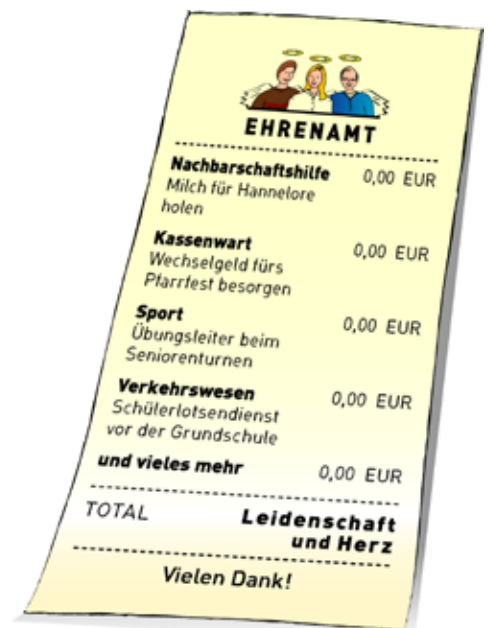 EHRENAMT
Nachbarschaftshilfe 0,00 EUR
Milch für Hannelore
holen
Kassenwart 0,00 EUR
Wechselgeld fürs
Pfarrfest besorgen
Sport 0,00 EUR
Übungsleiter beim
Seniorenturnen
Verkehrswesen 0,00 EUR
Schülerlotsendienst
vor der Grundschule
und vieles mehr 0,00 EUR
TOTAL Leidenschaft
und Herz
Vielen Dank!